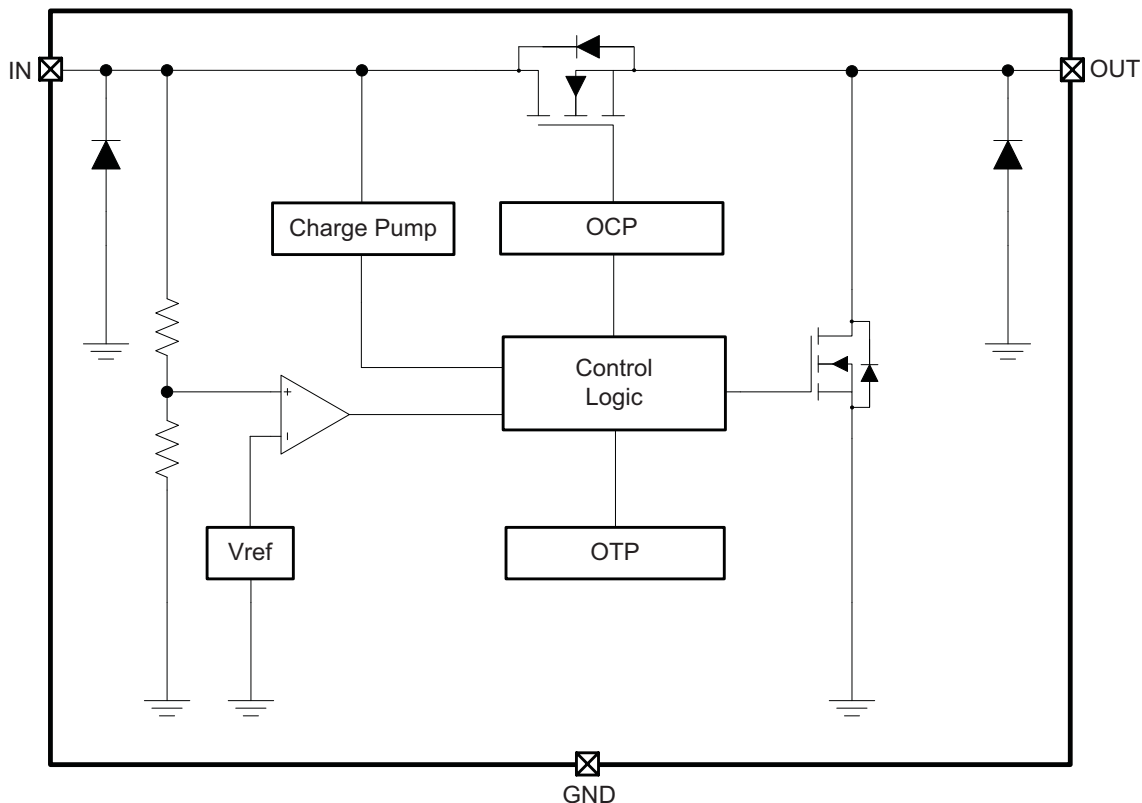 IN
OUT
Charge Pump
OCP
Control
Logic
+
-
Vref
OTP
GND